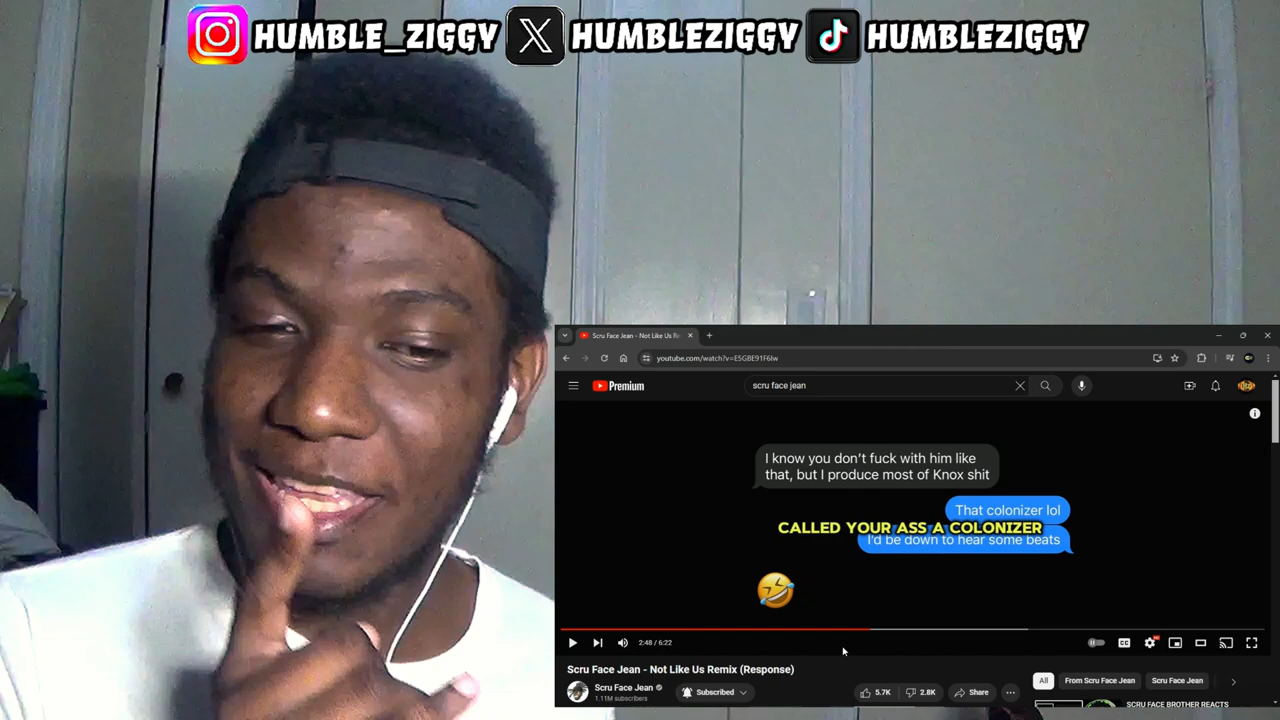 HUMBLE_ZIGGY HUMBLEZIGGY HUMBLEZIGGY
Scru Face Jean - Not Like Us Re
youtube.com/watch?v=E5GBE91F6lw
Premium
scru face jean
I know you don't fuck with him like
that, but I produce most of Knox shit
That colonizer lol
CALLED YOUR ASS A COLONIZER
I'd be down to hear some beats
2:48 / 6:22
Scru Face Jean - Not Like Us Remix (Response)
Scru Face Jean
1.11M subscribers
Subscribed
5.7K
2.8K
Share
All
From Scru Face Jean
Scru Face Jean
SCRU FACE BROTHER REACTS